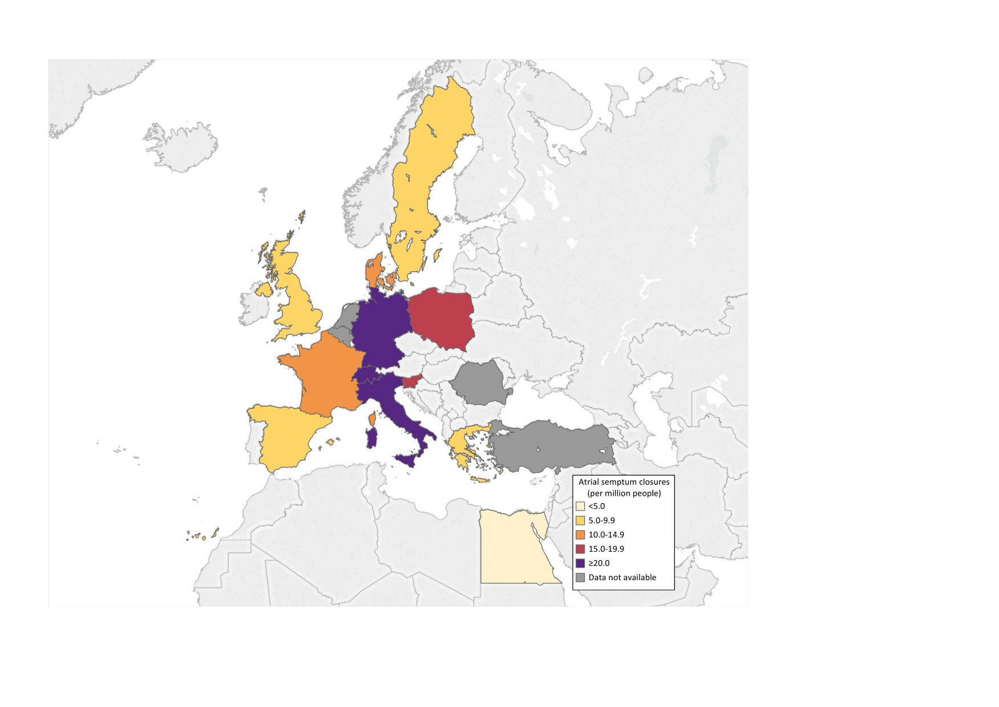 Atrial semptum closures
(per million people)
<5.0
5.0-9.9
10.0-14.9
15.0-19.9
≥20.0
Data not available